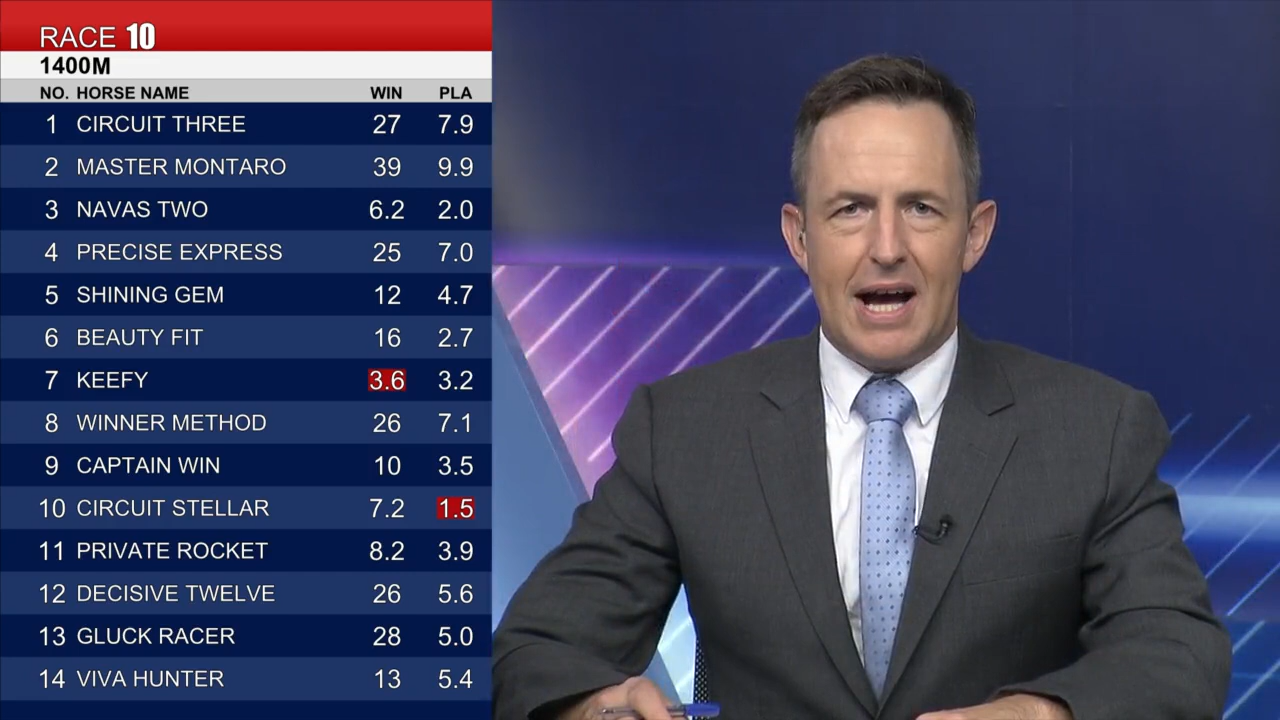 RACE 10
1400M
NO. HORSE NAME WIN PLA
1 CIRCUIT THREE 27 7.9
2 MASTER MONTARO 39 9.9
3 NAVAS TWO 6.2 2.0
4 PRECISE EXPRESS 25 7.0
5 SHINING GEM 12 4.7
6 BEAUTY FIT 16 2.7
7 KEEFY 3.6 3.2
8 WINNER METHOD 26 7.1
9 CAPTAIN WIN 10 3.5
10 CIRCUIT STELLAR 7.2 1.5
11 PRIVATE ROCKET 8.2 3.9
12 DECISIVE TWELVE 26 5.6
13 GLUCK RACER 28 5.0
14 VIVA HUNTER 13 5.4